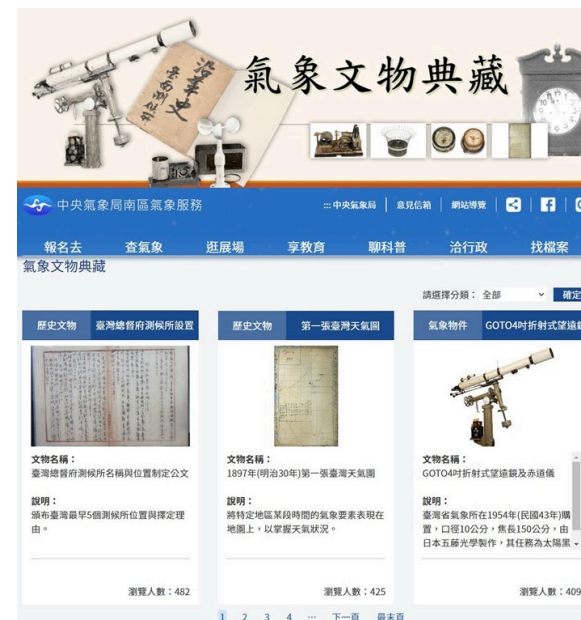 氣象文物典藏
沿革史
臺南測候所
中央氣象局南區氣象服務
:::中央氣象局 意見信箱 網站導覽
報名去 查氣象 逛展場 享教育 聊科普 洽行政 找檔案
氣象文物典藏
請選擇分類： 全部 確定
歷史文物 臺灣總督府測候所設置
文物名稱：
臺灣總督府測候所名稱與位置制定公文
說明：
頒布臺灣最早5個測候所位置與擇定理
由。
瀏覽人數：482
歷史文物 第一張臺灣天氣圖
文物名稱：
1897年(明治30年)第一張臺灣天氣圖
說明：
將特定地區某段時間的氣象要素表現在
地圖上，以掌握天氣狀況。
瀏覽人數：425
氣象物件 GOTO4吋折射式望遠鏡
文物名稱：
GOTO4吋折射式望遠鏡及赤道儀
說明：
臺灣省氣象所在1954年(民國43年)購
置，口徑10公分，焦長150公分，由
日本五藤光學製作，其任務為太陽黑
瀏覽人數：409
1 2 3 4 … 下一頁 最末頁